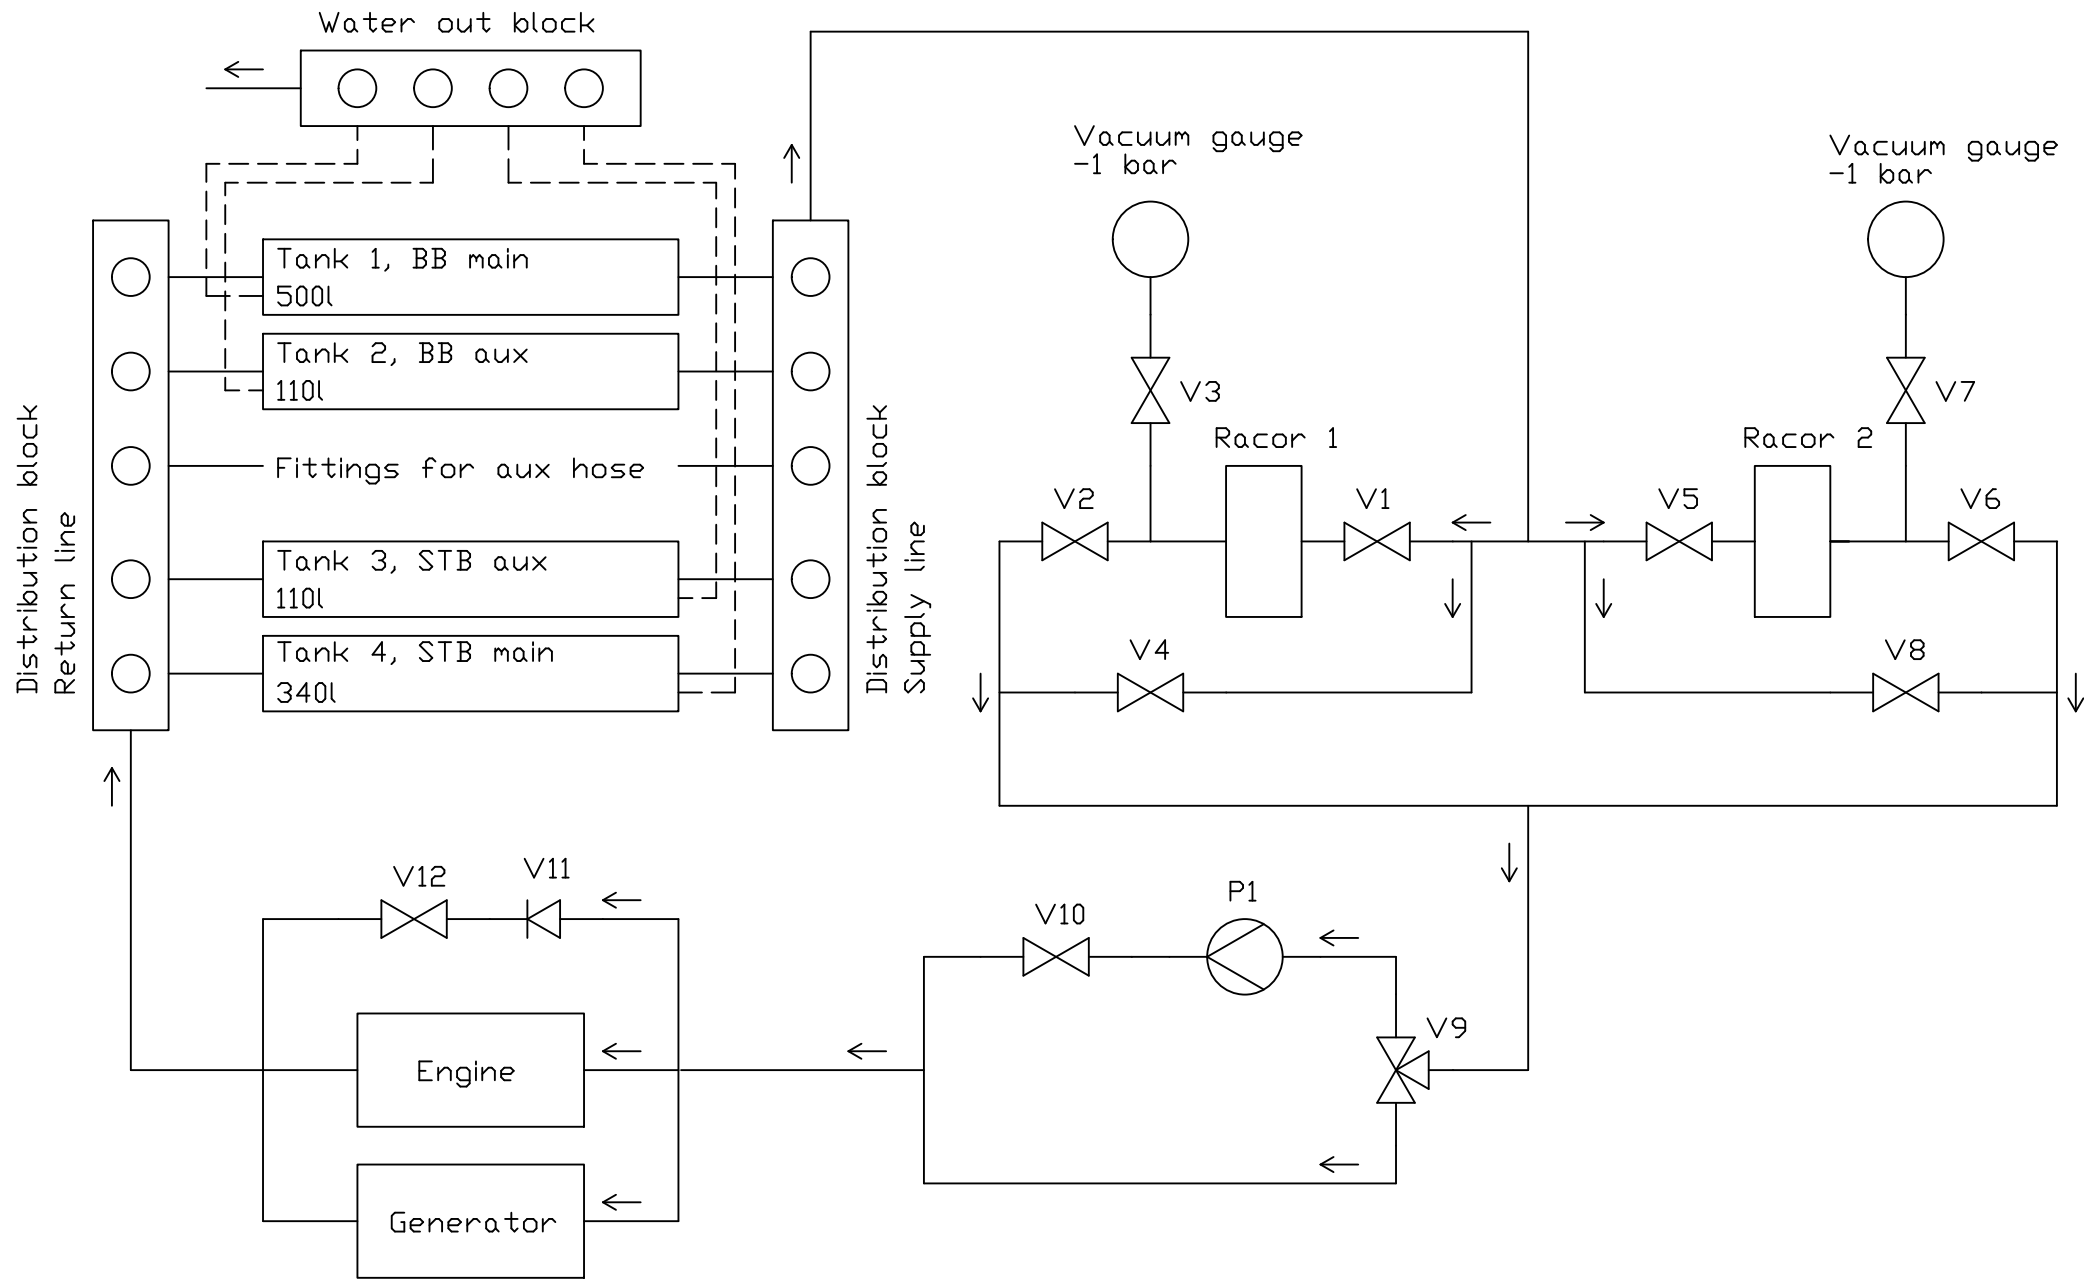 Water out block
Vacuum gauge
-1 bar
Vacuum gauge
-1 bar
Tank 1, BB main
500l
Tank 2, BB aux
110l
V3
V7
Racor 1
Racor 2
Fittings for aux hose
V2
V1
V5
V6
Distribution block
Return line
Distribution block
Supply line
Tank 3, STB aux
110l
Tank 4, STB main
340l
V4
V8
V12
V11
P1
V10
V9
Engine
Generator